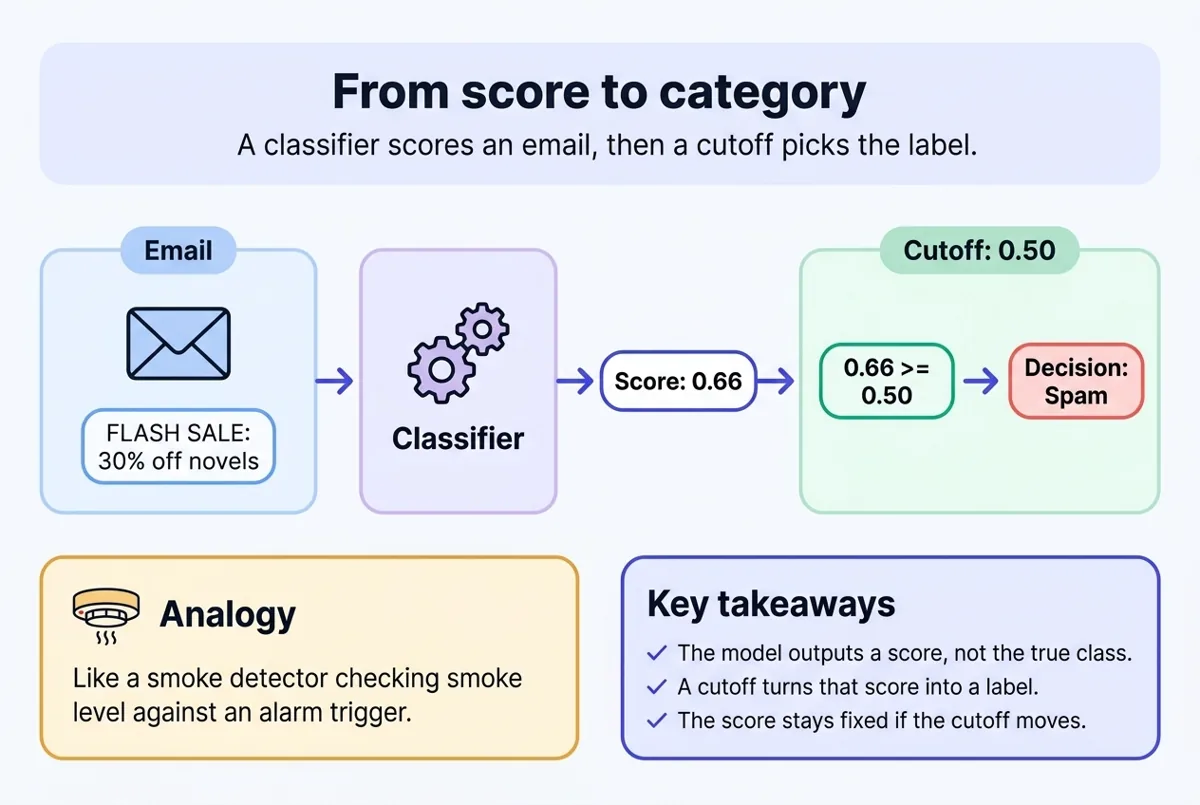 From score to category
A classifier scores an email, then a cutoff picks the label.
Email
FLASH SALE:
30% off novels
Classifier
Score: 0.66
Cutoff: 0.50
0.66 >=
0.50
Decision:
Spam
Analogy
Like a smoke detector checking smoke
level against an alarm trigger.
Key takeaways
✓ The model outputs a score, not the true class.
✓ A cutoff turns that score into a label.
✓ The score stays fixed if the cutoff moves.